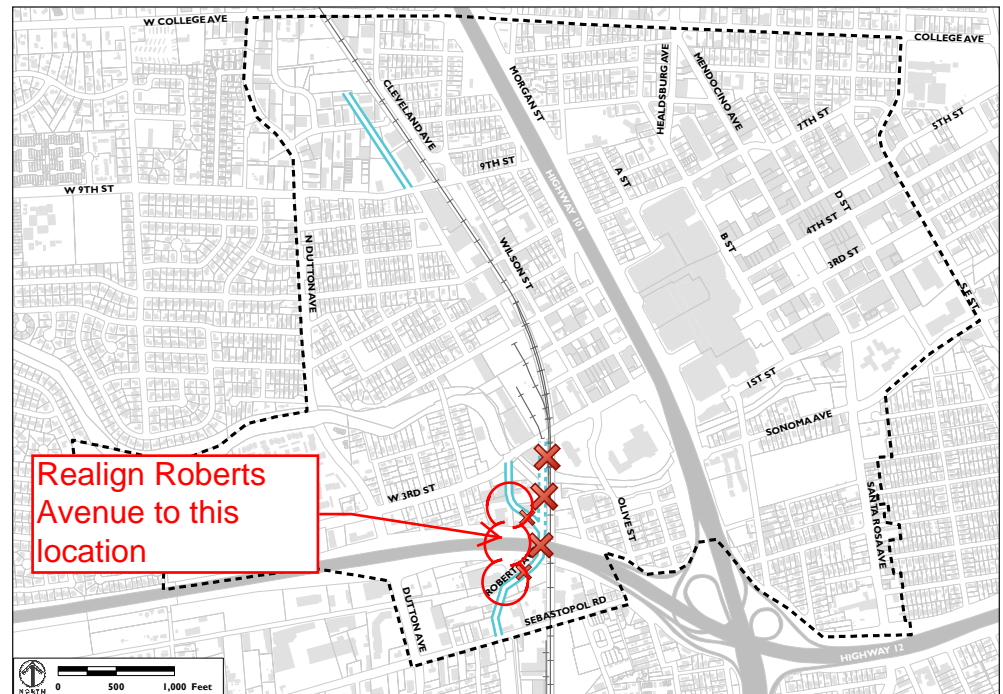 W COLLEGE AVE
COLLEGE AVE
CLEVELAND AVE
MORGAN ST
HEALDSBURG AVE
MENDOCINO AVE
7TH ST
5TH ST
9TH ST
A ST
HIGHWAY 101
W 9TH ST
D ST
4TH ST
B ST
3RD ST
N DUTTON AVE
WILSON ST
E ST
1ST ST
SONOMA AVE
Realign Roberts
Avenue to this
location
W 3RD ST
OLIVE ST
SANTA ROSA AVE
DUTTON AVE
SEBASTOPOL RD
HIGHWAY 12
NORTH
0 500 1,000 Feet